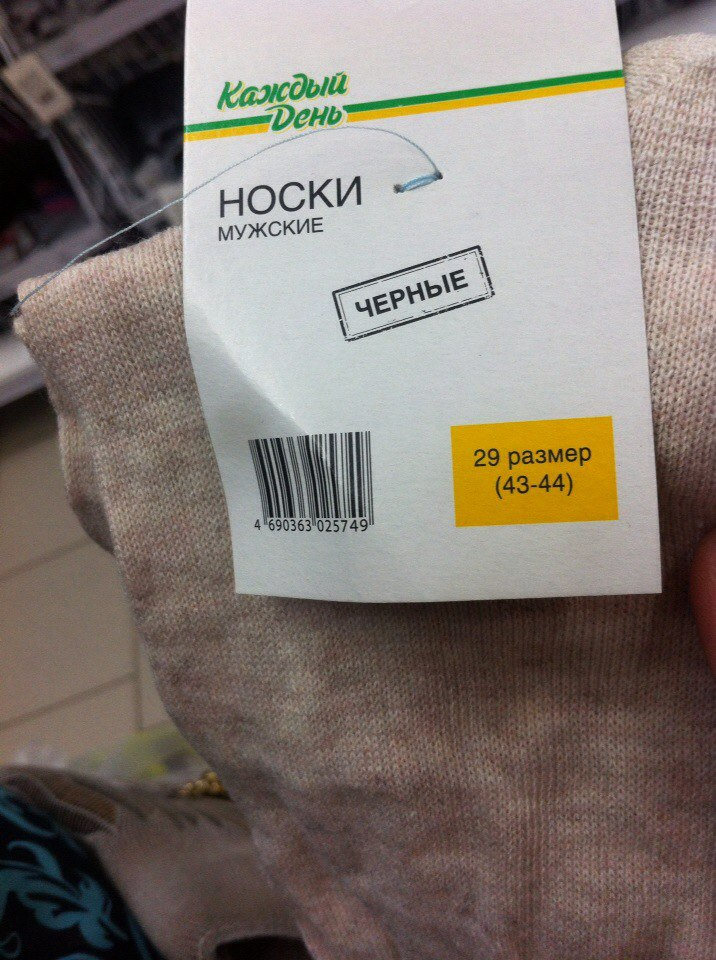 Каждый
День
НОСКИ
МУЖСКИЕ
ЧЕРНЫЕ
29 размер
(43-44)
4 690363 025749